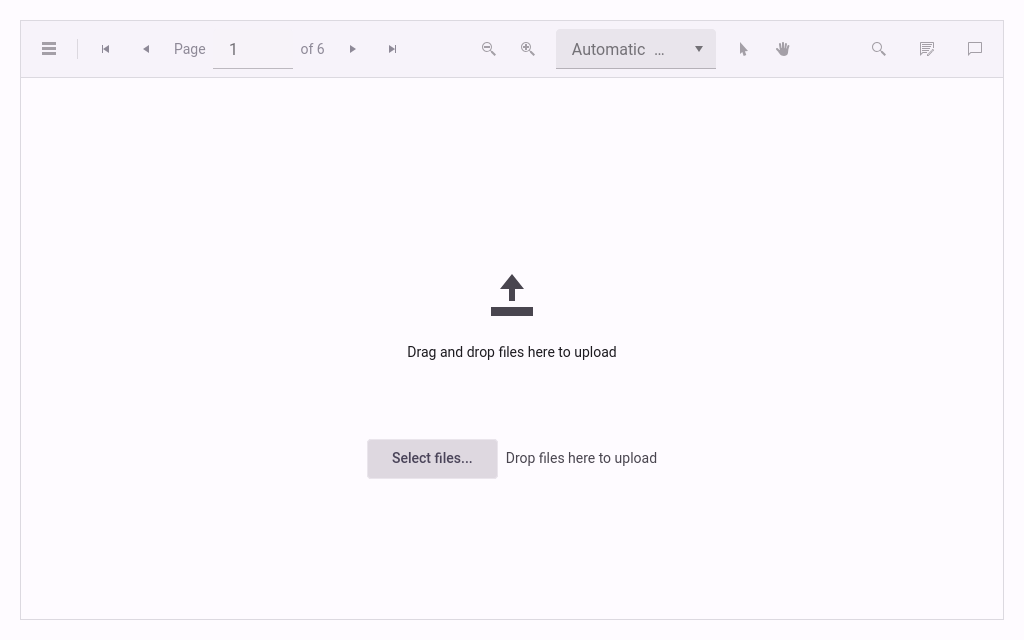 Page 1 of 6 Automatic ...
Drag and drop files here to upload
Select files... Drop files here to upload